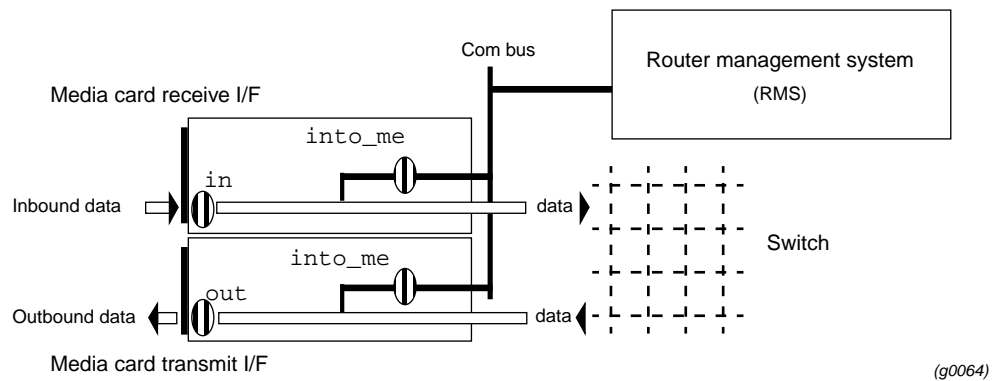 Com bus
Router management system
(RMS)
Media card receive I/F
into_me
in
Inbound data
data
Switch
into_me
out
Outbound data
data
Media card transmit I/F
(g0064)